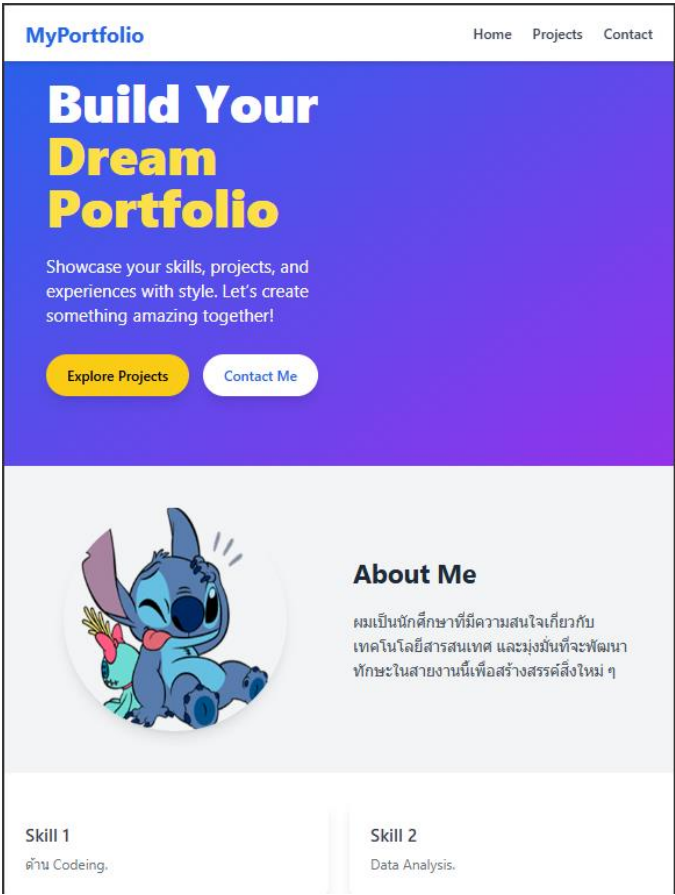 MyPortfolio
Home Projects Contact
Build Your
Dream
Portfolio
Showcase your skills, projects, and
experiences with style. Let’s create
something amazing together!
Explore Projects Contact Me
About Me
ผมเป็นนักศึกษาที่มีความสนใจเกี่ยวกับ
เทคโนโลยีสารสนเทศ และมุ่งมั่นที่จะพัฒนา
ทักษะในสายงานนี้เพื่อสร้างสรรค์สิ่งใหม่ ๆ
Skill 1
ด้าน Codeing.
Skill 2
Data Analysis.